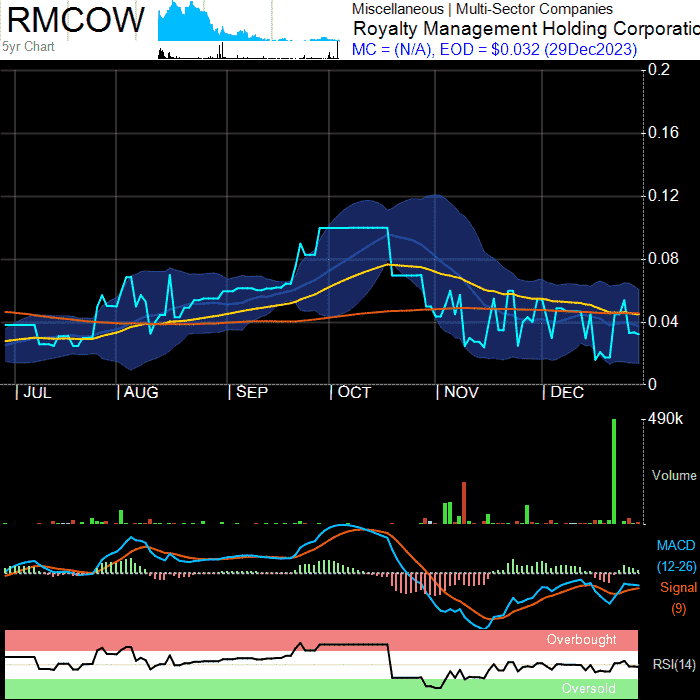 RMCOW
5yr Chart
Miscellaneous | Multi-Sector Companies
Royalty Management Holding Corporatio
MC = (N/A), EOD = $0.032 (29Dec2023)
0.2
0.16
0.12
0.08
0.04
0
| JUL | AUG | SEP | OCT | NOV | DEC
490k
Volume
MACD
(12-26)
Signal
(9)
Overbought
RSI(14)
Oversold